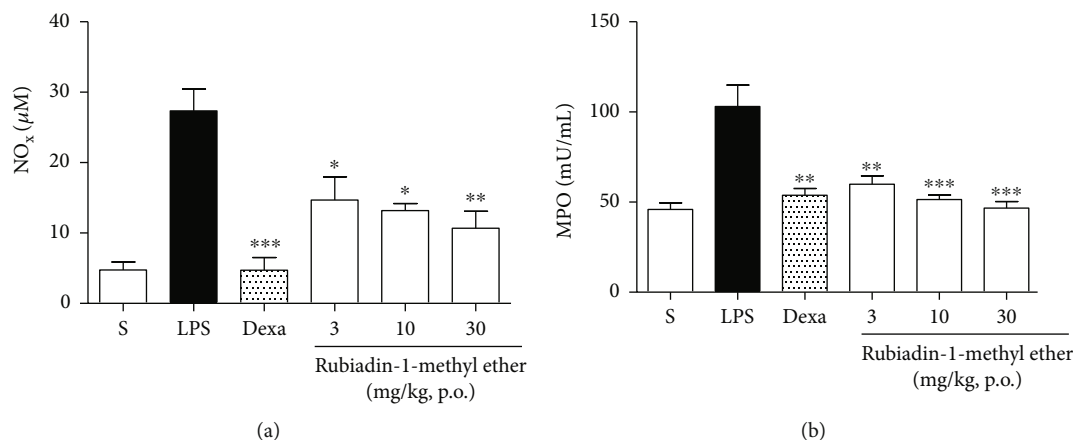 40
30
20
10
0
NOx (μM)
*
*
**
***
S LPS Dexa 3 10 30
Rubiadin-1-methyl ether
(mg/kg, p.o.)
(a)
150
100
50
0
MPO (mU/mL)
**
**
***
***
S LPS Dexa 3 10 30
Rubiadin-1-methyl ether
(mg/kg, p.o.)
(b)